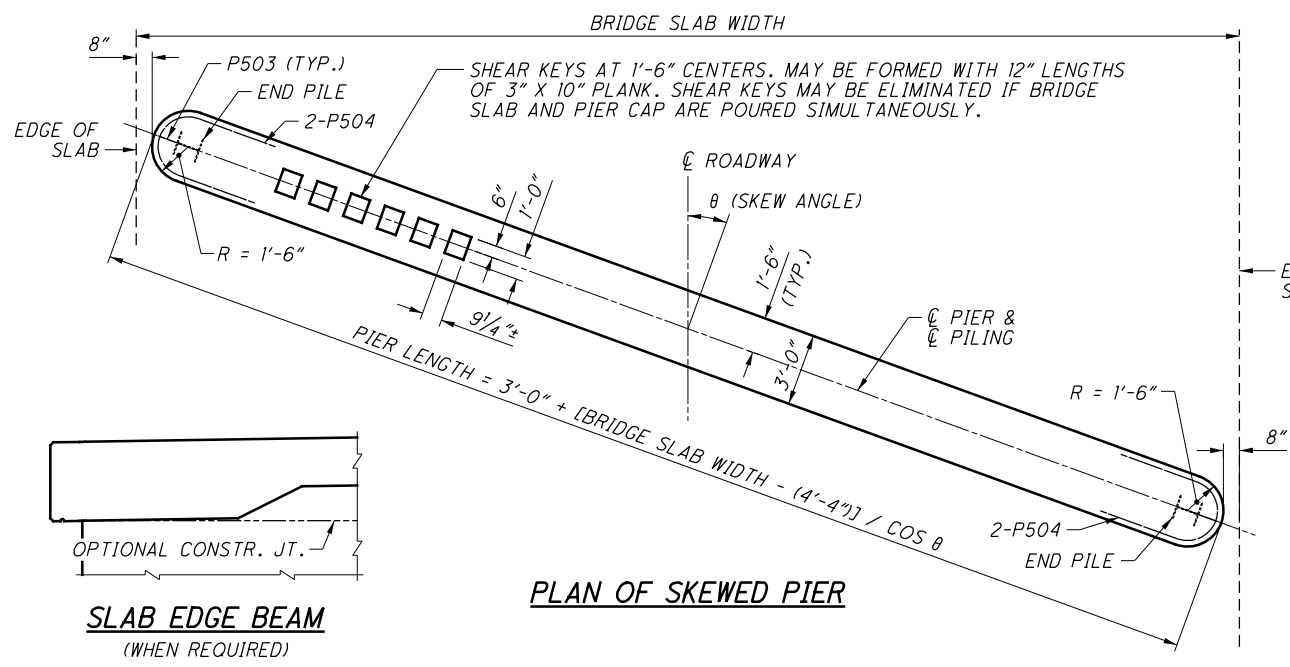 BRIDGE SLAB WIDTH
8"
P503 (TYP.)
END PILE
2-P504
SHEAR KEYS AT 1'-6" CENTERS. MAY BE FORMED WITH 12" LENGTHS
OF 3" X 10" PLANK. SHEAR KEYS MAY BE ELIMINATED IF BRIDGE
SLAB AND PIER CAP ARE POURED SIMULTANEOUSLY.
EDGE OF
SLAB
℄ ROADWAY
θ (SKEW ANGLE)
6"
1'-0"
R = 1'-6"
1'-6"
(TYP.)
E
S
9¼"±
℄ PIER &
℄ PILING
3'-0"
PIER LENGTH = 3'-0" + [BRIDGE SLAB WIDTH - (4'-4")] / COS θ
R = 1'-6"
8"
2-P504
END PILE
OPTIONAL CONSTR. JT.
SLAB EDGE BEAM
(WHEN REQUIRED)
PLAN OF SKEWED PIER